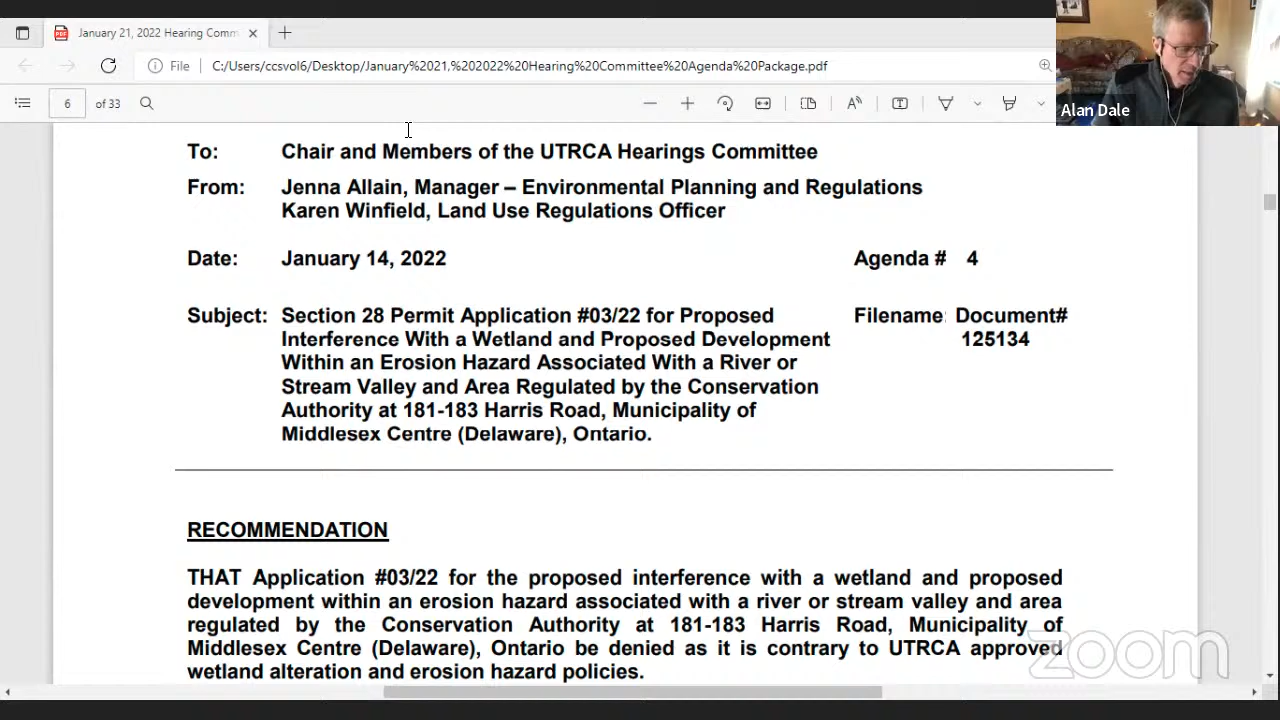 January 21, 2022 Hearing Comm
File C:/Users/ccsvol6/Desktop/January%2021,%202022%20Hearing%20Committee%20Agenda%20Package.pdf
6 of 33
Alan Dale
To: Chair and Members of the UTRCA Hearings Committee
From: Jenna Allain, Manager – Environmental Planning and Regulations
Karen Winfield, Land Use Regulations Officer
Date: January 14, 2022 Agenda # 4
Subject: Section 28 Permit Application #03/22 for Proposed Filename: Document#
Interference With a Wetland and Proposed Development 125134
Within an Erosion Hazard Associated With a River or
Stream Valley and Area Regulated by the Conservation
Authority at 181-183 Harris Road, Municipality of
Middlesex Centre (Delaware), Ontario.
RECOMMENDATION
THAT Application #03/22 for the proposed interference with a wetland and proposed
development within an erosion hazard associated with a river or stream valley and area
regulated by the Conservation Authority at 181-183 Harris Road, Municipality of
Middlesex Centre (Delaware), Ontario be denied as it is contrary to UTRCA approved
wetland alteration and erosion hazard policies.
zoom